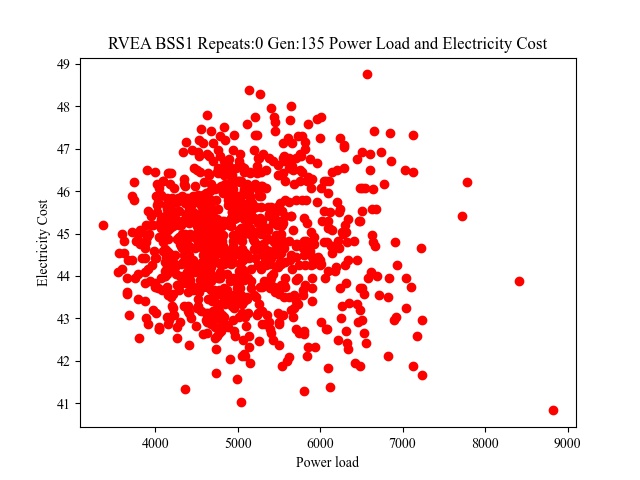 RVEA BSS1 Repeats:0 Gen:135 Power Load and Electricity Cost
49
48
47
46
45
44
43
42
41
Electricity Cost
4000 5000 6000 7000 8000 9000
Power load